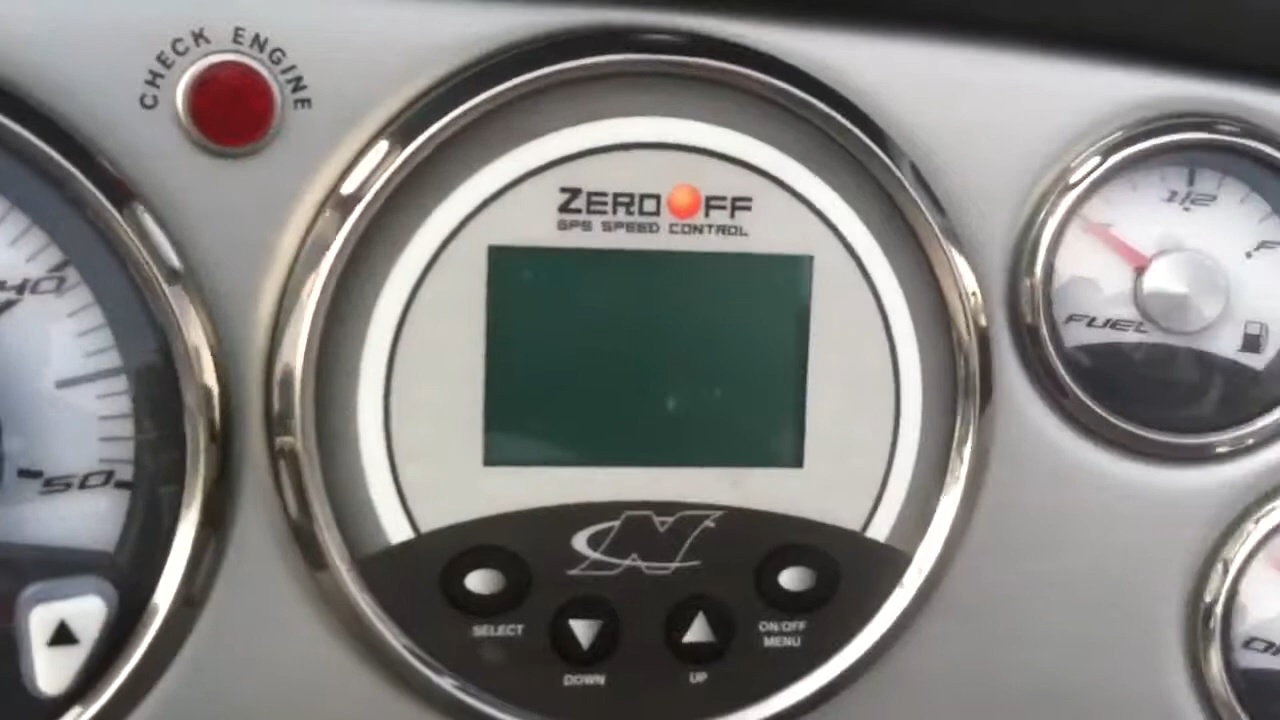 CHECK ENGINE
ZERO OFF
GPS SPEED CONTROL
1/2
F
40
FUEL
50
N
SELECT
ON/OFF
MENU
DOWN
UP